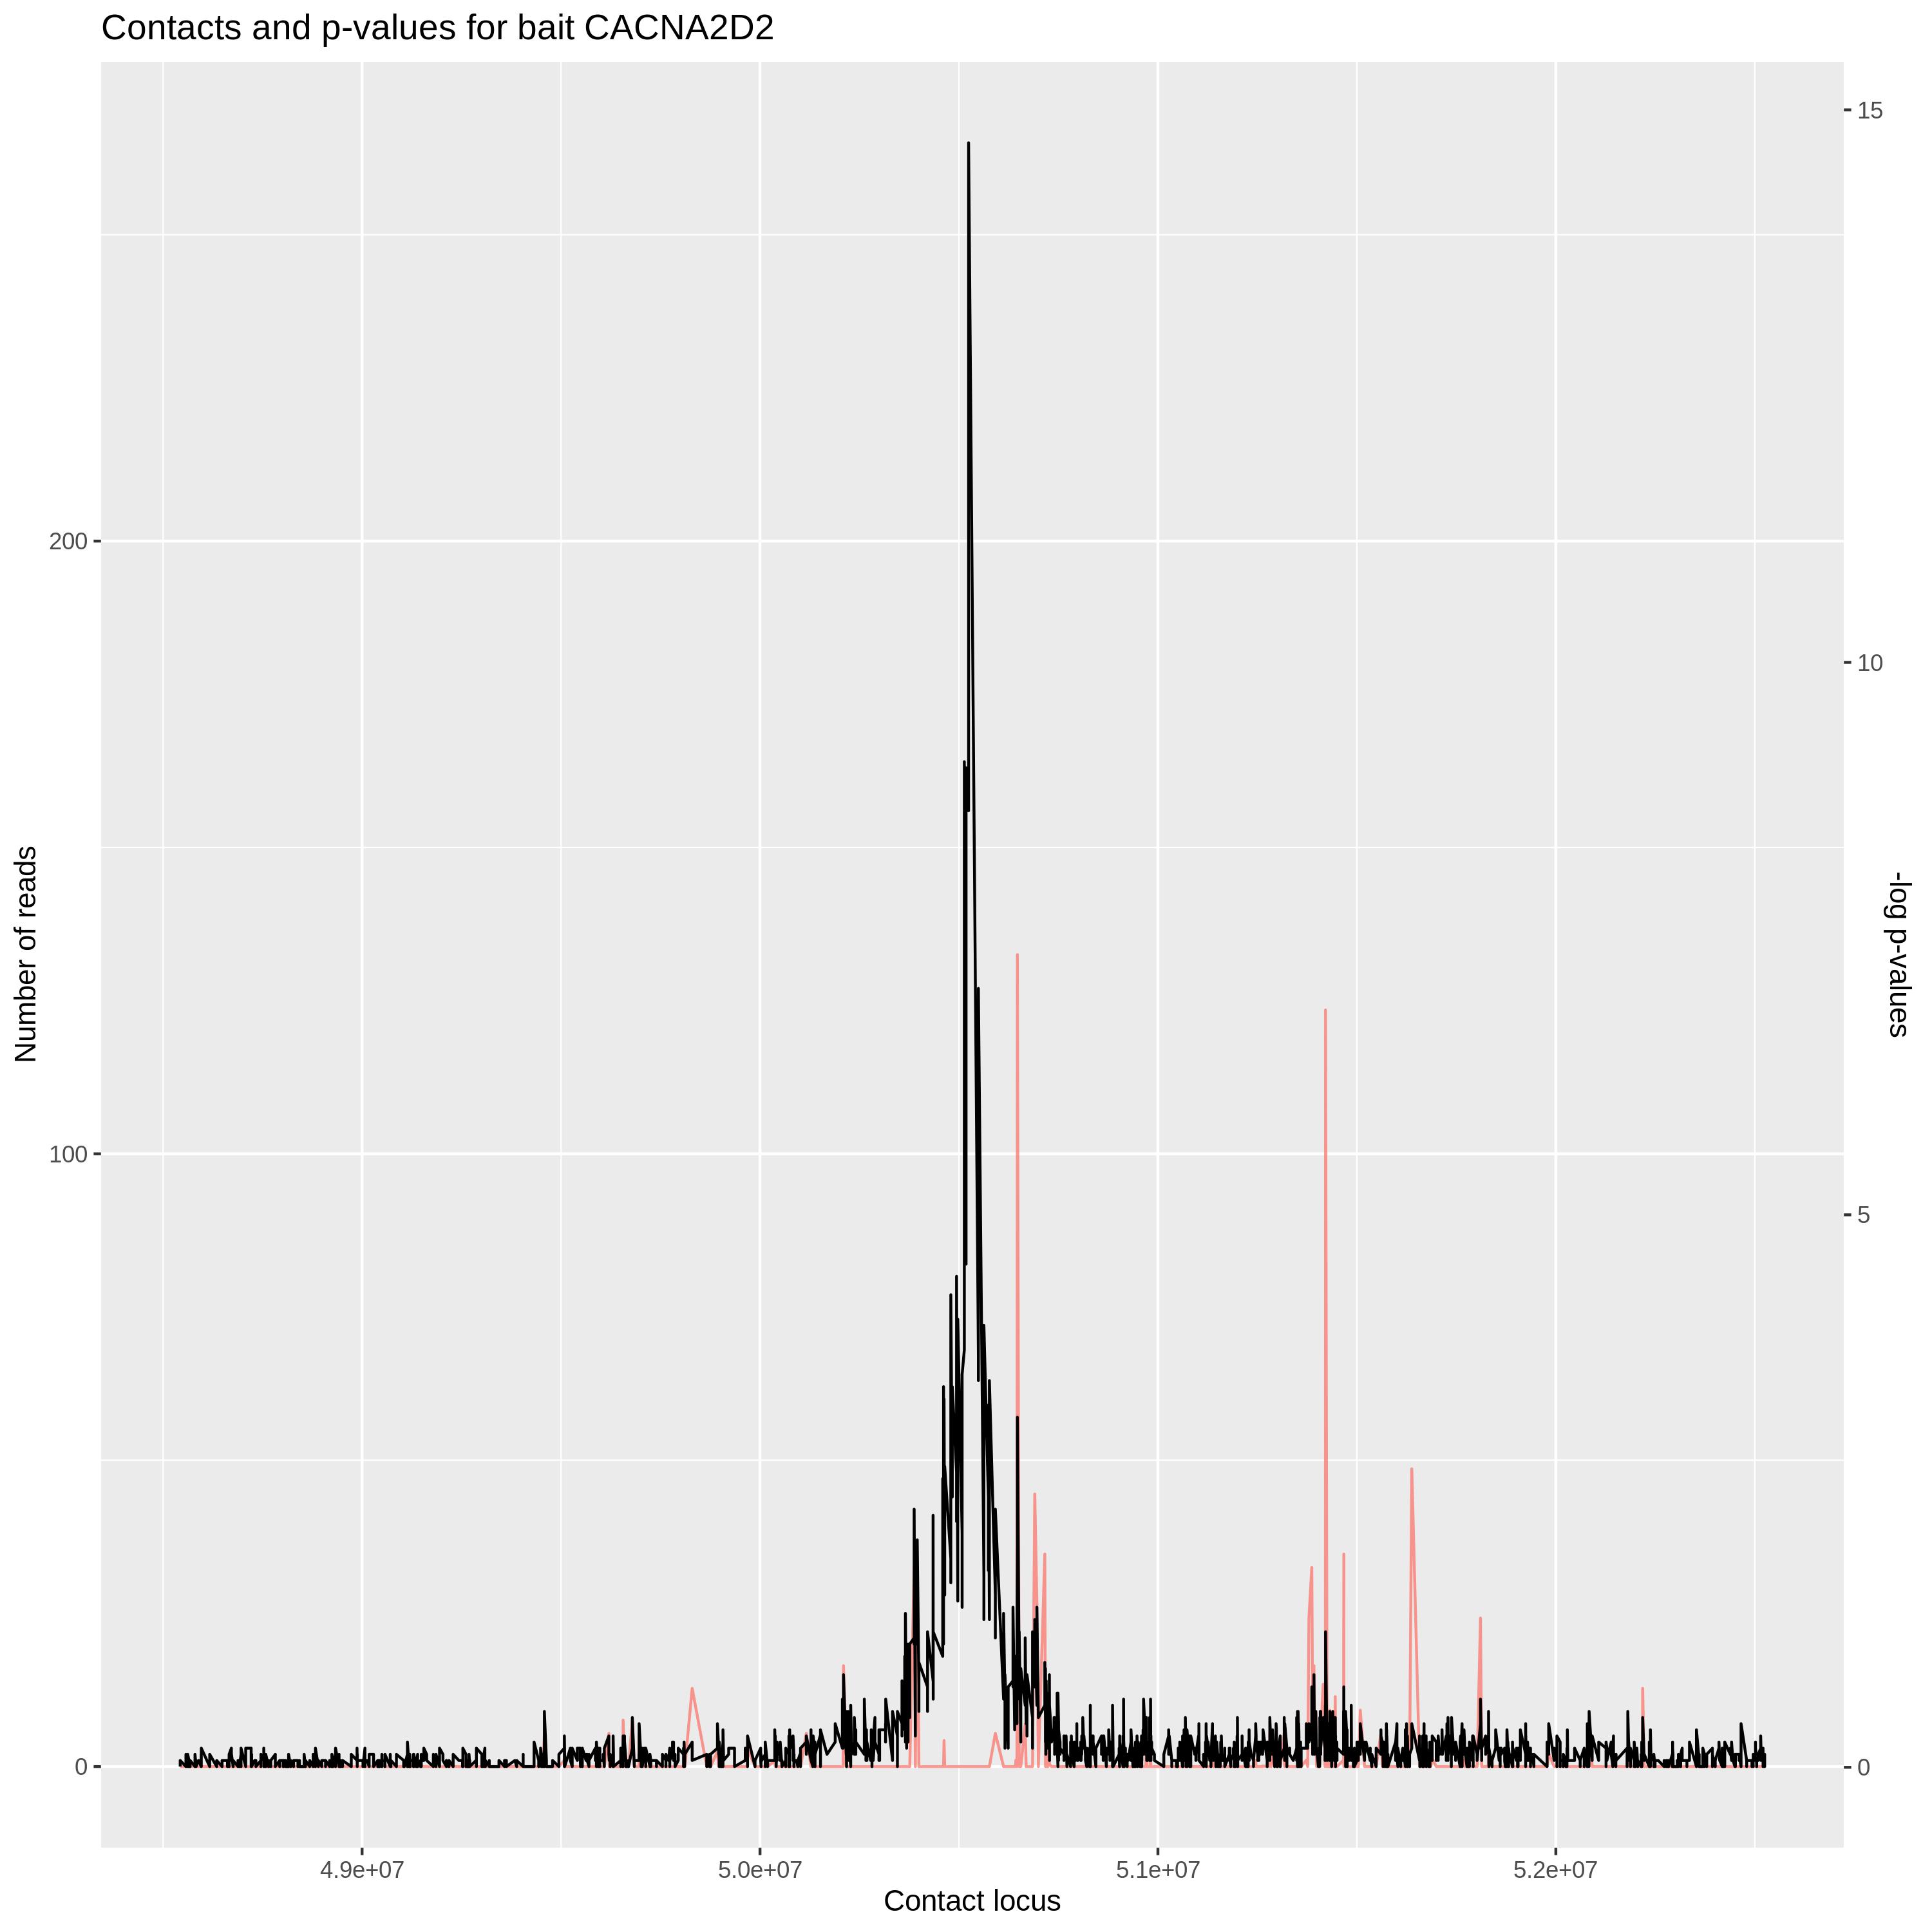 Contacts and p-values for bait CACNA2D2
15
200
10
Number of reads
-log p-values
100
5
0
0
4.9e+07
5.0e+07
5.1e+07
5.2e+07
Contact locus